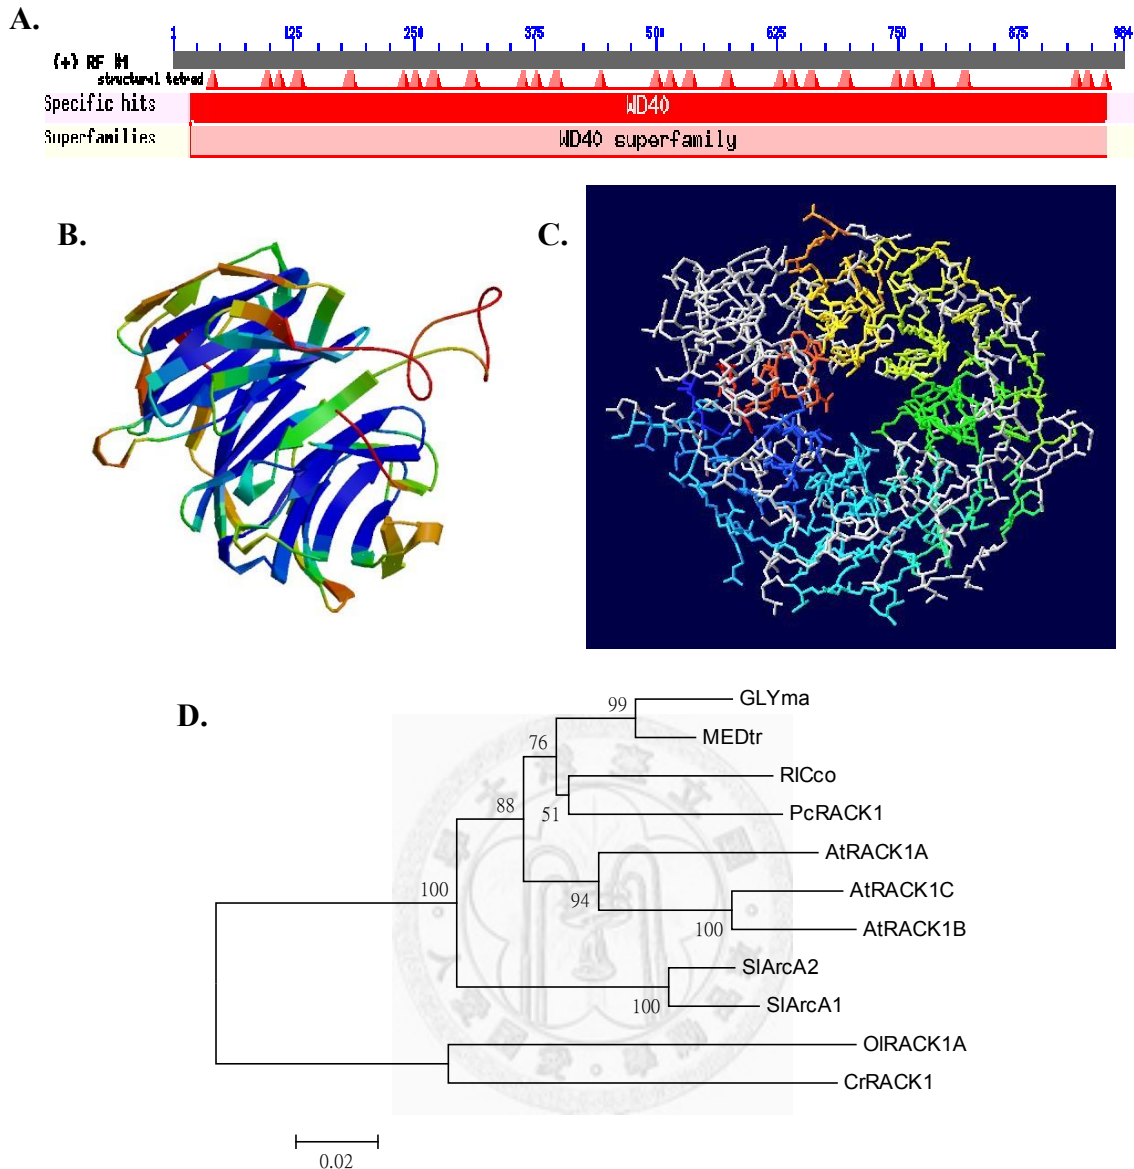 A.
1 125 250 375 500 625 750 875 984
(+) RF #1
structural tetrad
Specific hits
WD40
Superfamilies
WD40 superfamily
B.
C.
D.
GLYma
99
MEDtr
76
RICco
88
51
PcRACK1
AtRACK1A
100
AtRACK1C
94
100
AtRACK1B
SlArcA2
100
SlArcA1
OlRACK1A
CrRACK1
0.02